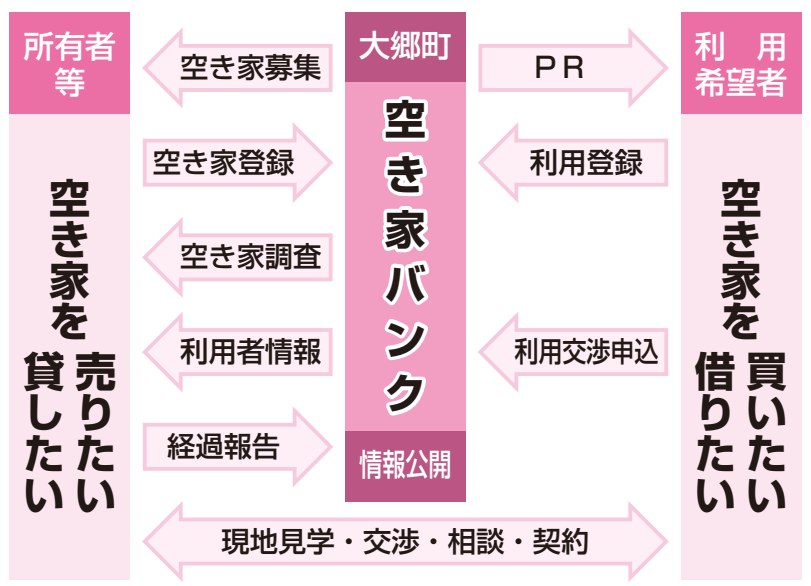 所有者
等
空き家を
売りたい
貸したい
空き家募集
空き家登録
空き家調査
利用者情報
経過報告
大郷町
空き家バンク
情報公開
PR
利用登録
利用交渉申込
利用
希望者
空き家を
買いたい
借りたい
現地見学・交渉・相談・契約